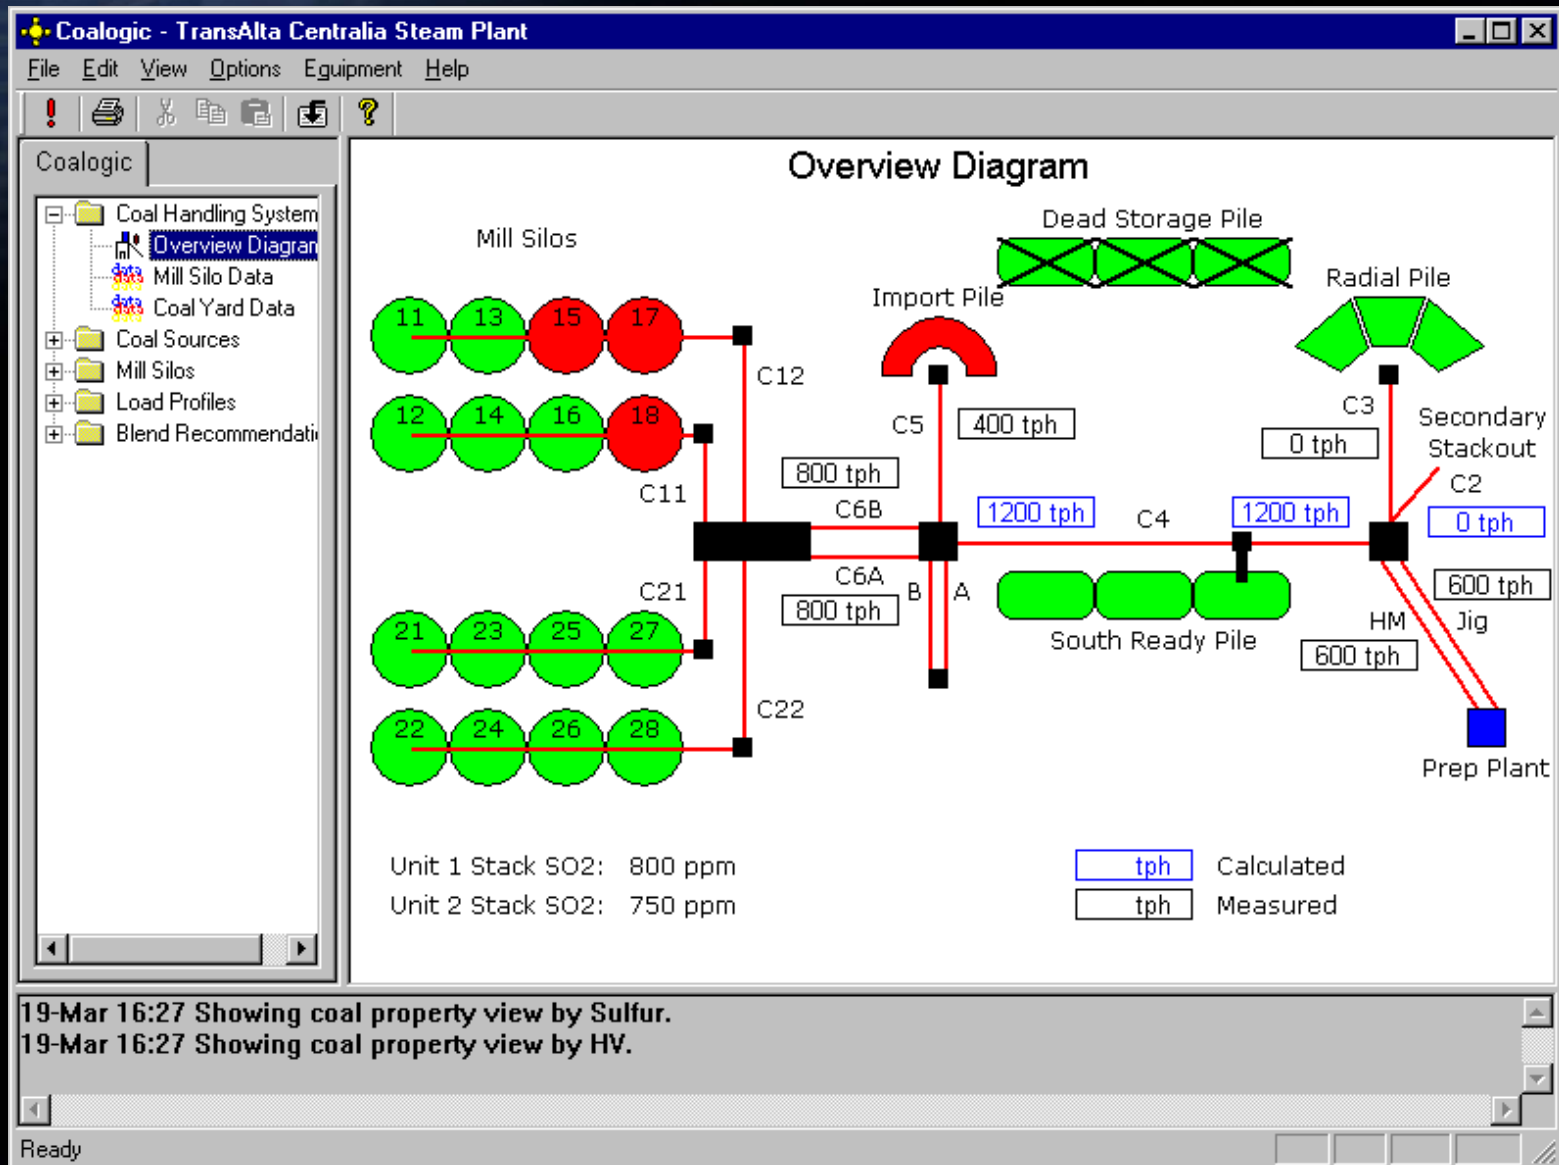 Coalogic - TransAlta Centralia Steam Plant
File Edit View Options Eguipment Help
Coalogic
Coal Handling System
Overview Diagram
Mill Silo Data
Coal Yard Data
Coal Sources
Mill Silos
Load Profiles
Blend Recommendati
Overview Diagram
Mill Silos
Dead Storage Pile
Import Pile
Radial Pile
11 13 15 17
C12
12 14 16 18
C11
C5
400 tph
C3
0 tph
Secondary
Stackout
C2
0 tph
800 tph
C6B
1200 tph
C4
1200 tph
C6A
800 tph
B A
C21
21 23 25 27
South Ready Pile
600 tph
HM
Jig
600 tph
C22
22 24 26 28
Prep Plant
Unit 1 Stack SO2: 800 ppm
Unit 2 Stack SO2: 750 ppm
tph Calculated
tph Measured
19-Mar 16:27 Showing coal property view by Sulfur.
19-Mar 16:27 Showing coal property view by HV.
Ready